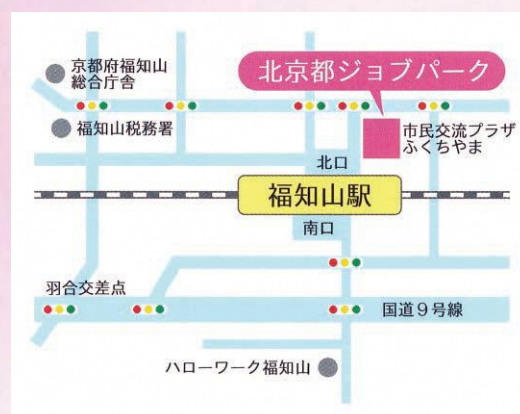 京都府福知山
総合庁舎
北京都ジョブパーク
福知山税務署
市民交流プラザ
ふくちやま
北口
福知山駅
南口
羽合交差点
国道9号線
ハローワーク福知山